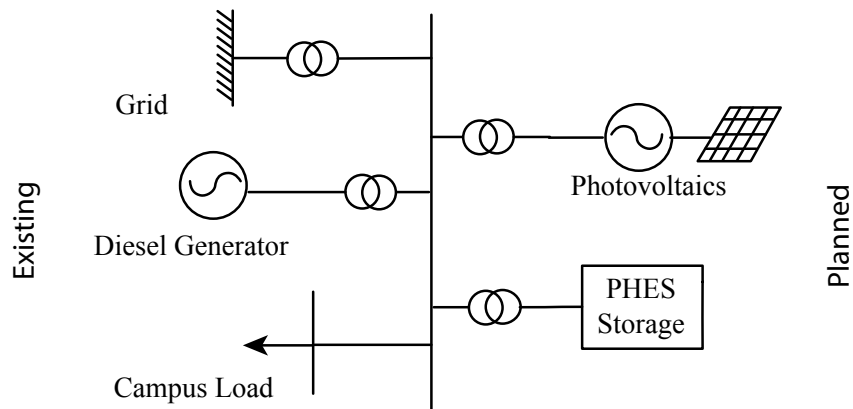 Existing
Grid
Diesel Generator
Campus Load
Photovoltaics
PHES
Storage
Planned